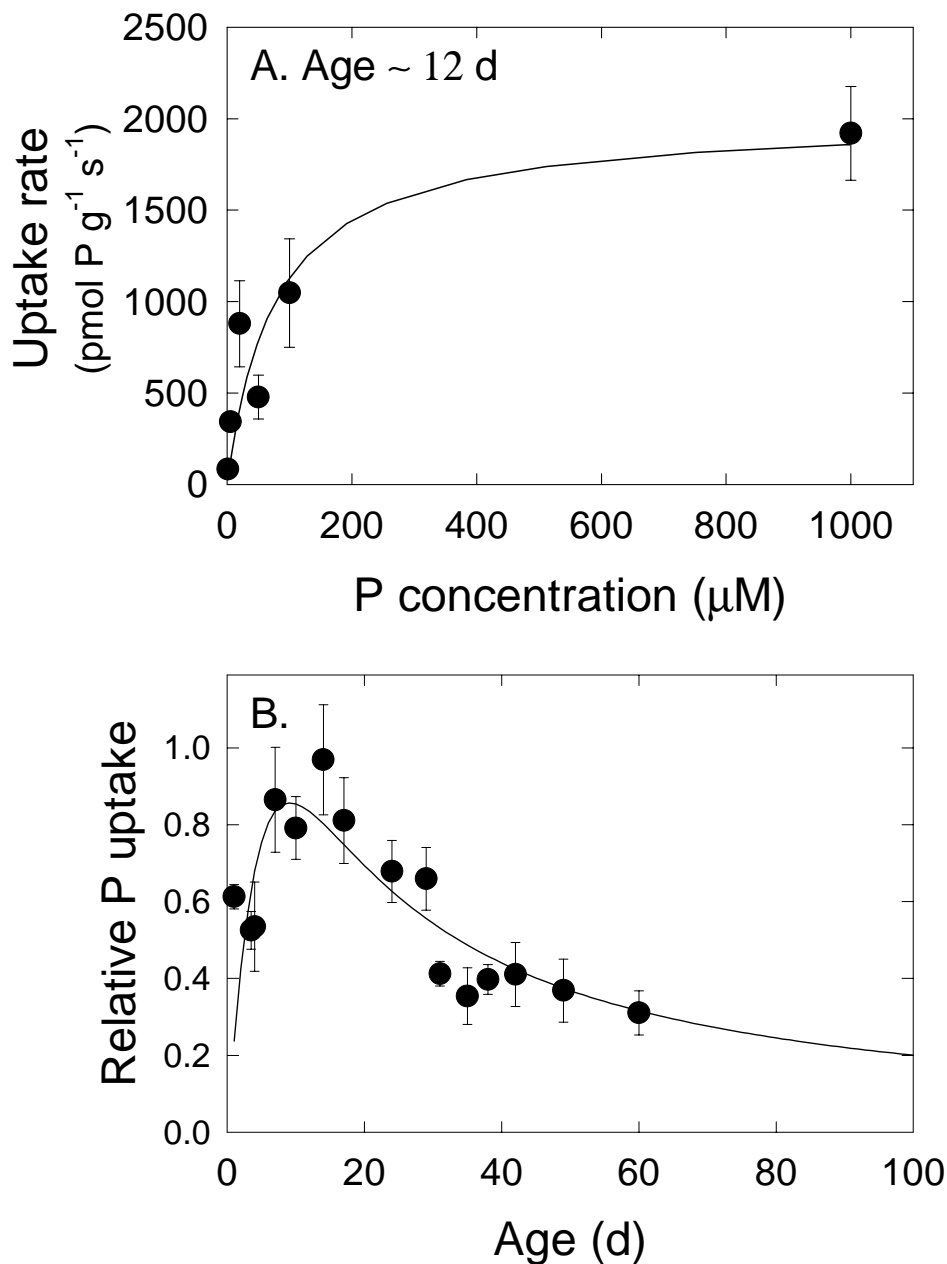 2500
A. Age ~ 12 d
2000
1500
1000
500
0
Uptake rate
(pmol P g⁻¹ s⁻¹)
0 200 400 600 800 1000
P concentration (μM)
B.
1.0
0.8
0.6
0.4
0.2
0.0
Relative P uptake
0 20 40 60 80 100
Age (d)